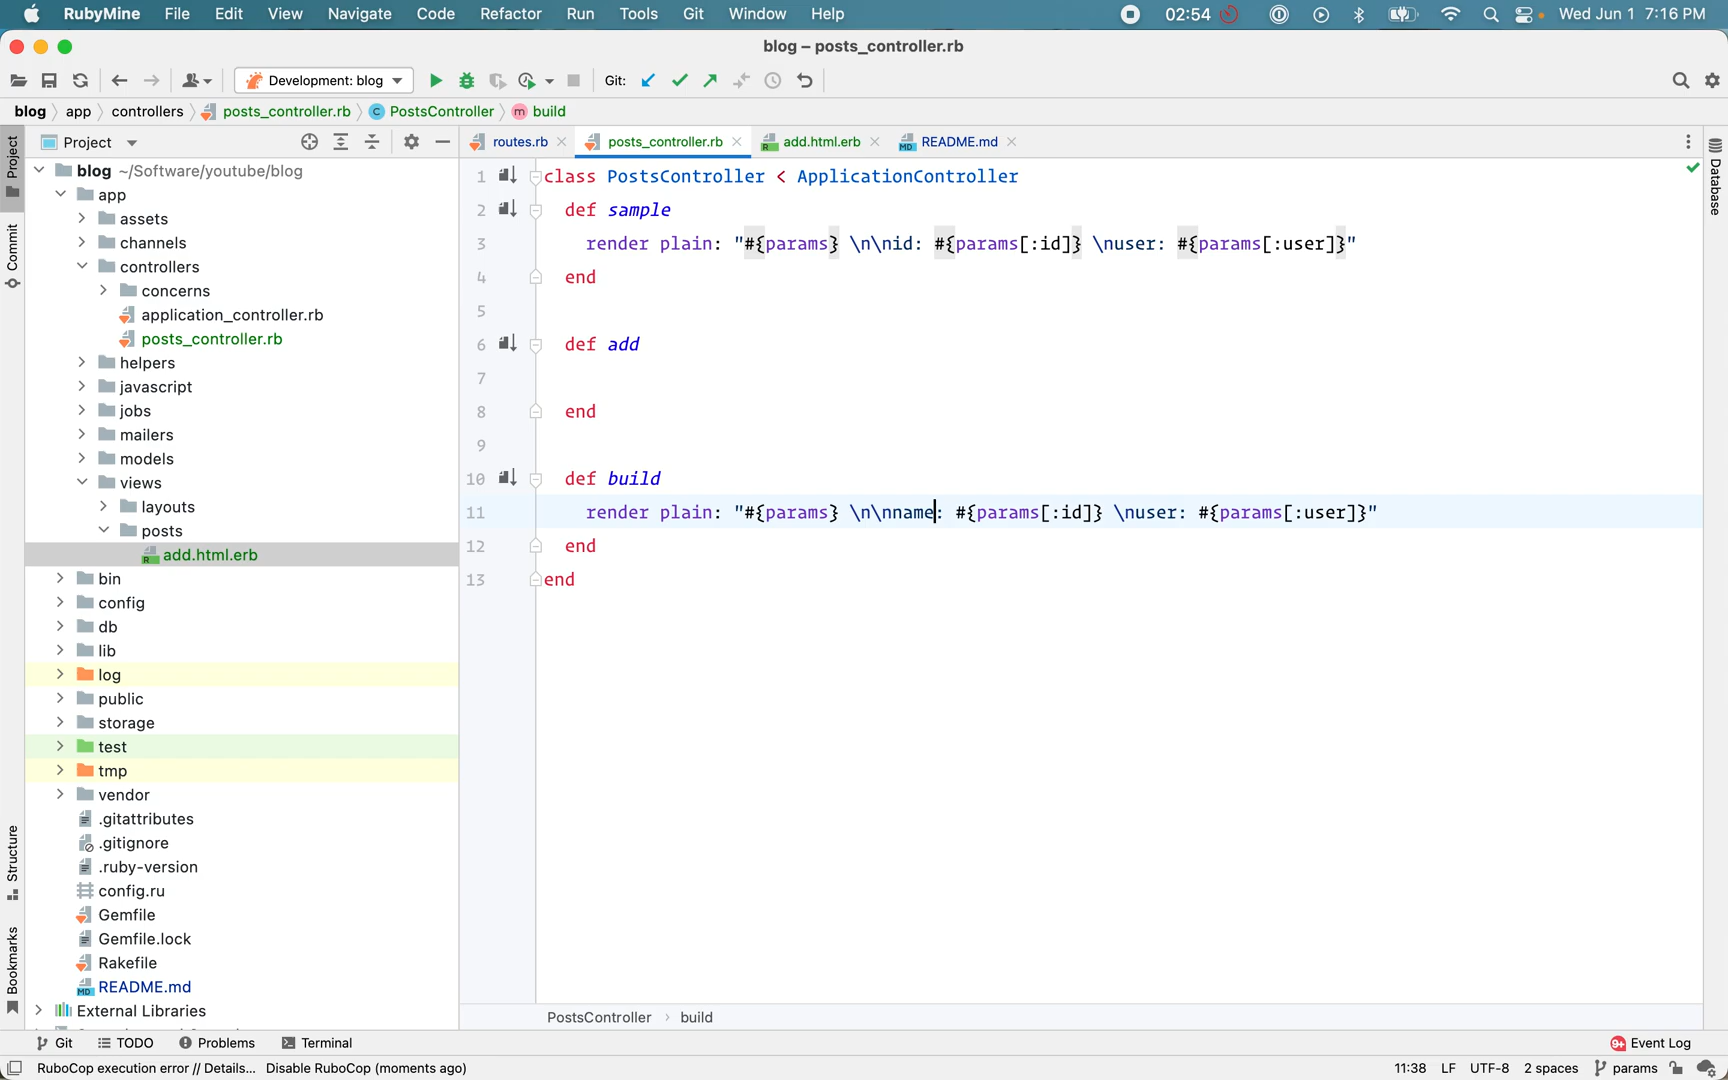 RubyMine File Edit View Navigate Code Refactor Run Tools Git Window Help 02:54 Wed Jun 1 7:16 PM
blog – posts_controller.rb
Development: blog Git:
blog app controllers posts_controller.rb PostsController build
Project routes.rb posts_controller.rb add.html.erb README.md
Project
Commit
Structure
Bookmarks
Database
blog ~/Software/youtube/blog
app
assets
channels
controllers
concerns
application_controller.rb
posts_controller.rb
helpers
javascript
jobs
mailers
models
views
layouts
posts
add.html.erb
bin
config
db
lib
log
public
storage
test
tmp
vendor
.gitattributes
.gitignore
.ruby-version
config.ru
Gemfile
Gemfile.lock
Rakefile
README.md
External Libraries
1 class PostsController < ApplicationController
2 def sample
3 render plain: "#{params} \n\nid: #{params[:id]} \nuser: #{params[:user]}"
4 end
5
6 def add
7
8 end
9
10 def build
11 render plain: "#{params} \n\nname: #{params[:id]} \nuser: #{params[:user]}"
12 end
13 end
PostsController build
Git TODO Problems Terminal 9+ Event Log
RuboCop execution error // Details... Disable RuboCop (moments ago) 11:38 LF UTF-8 2 spaces params